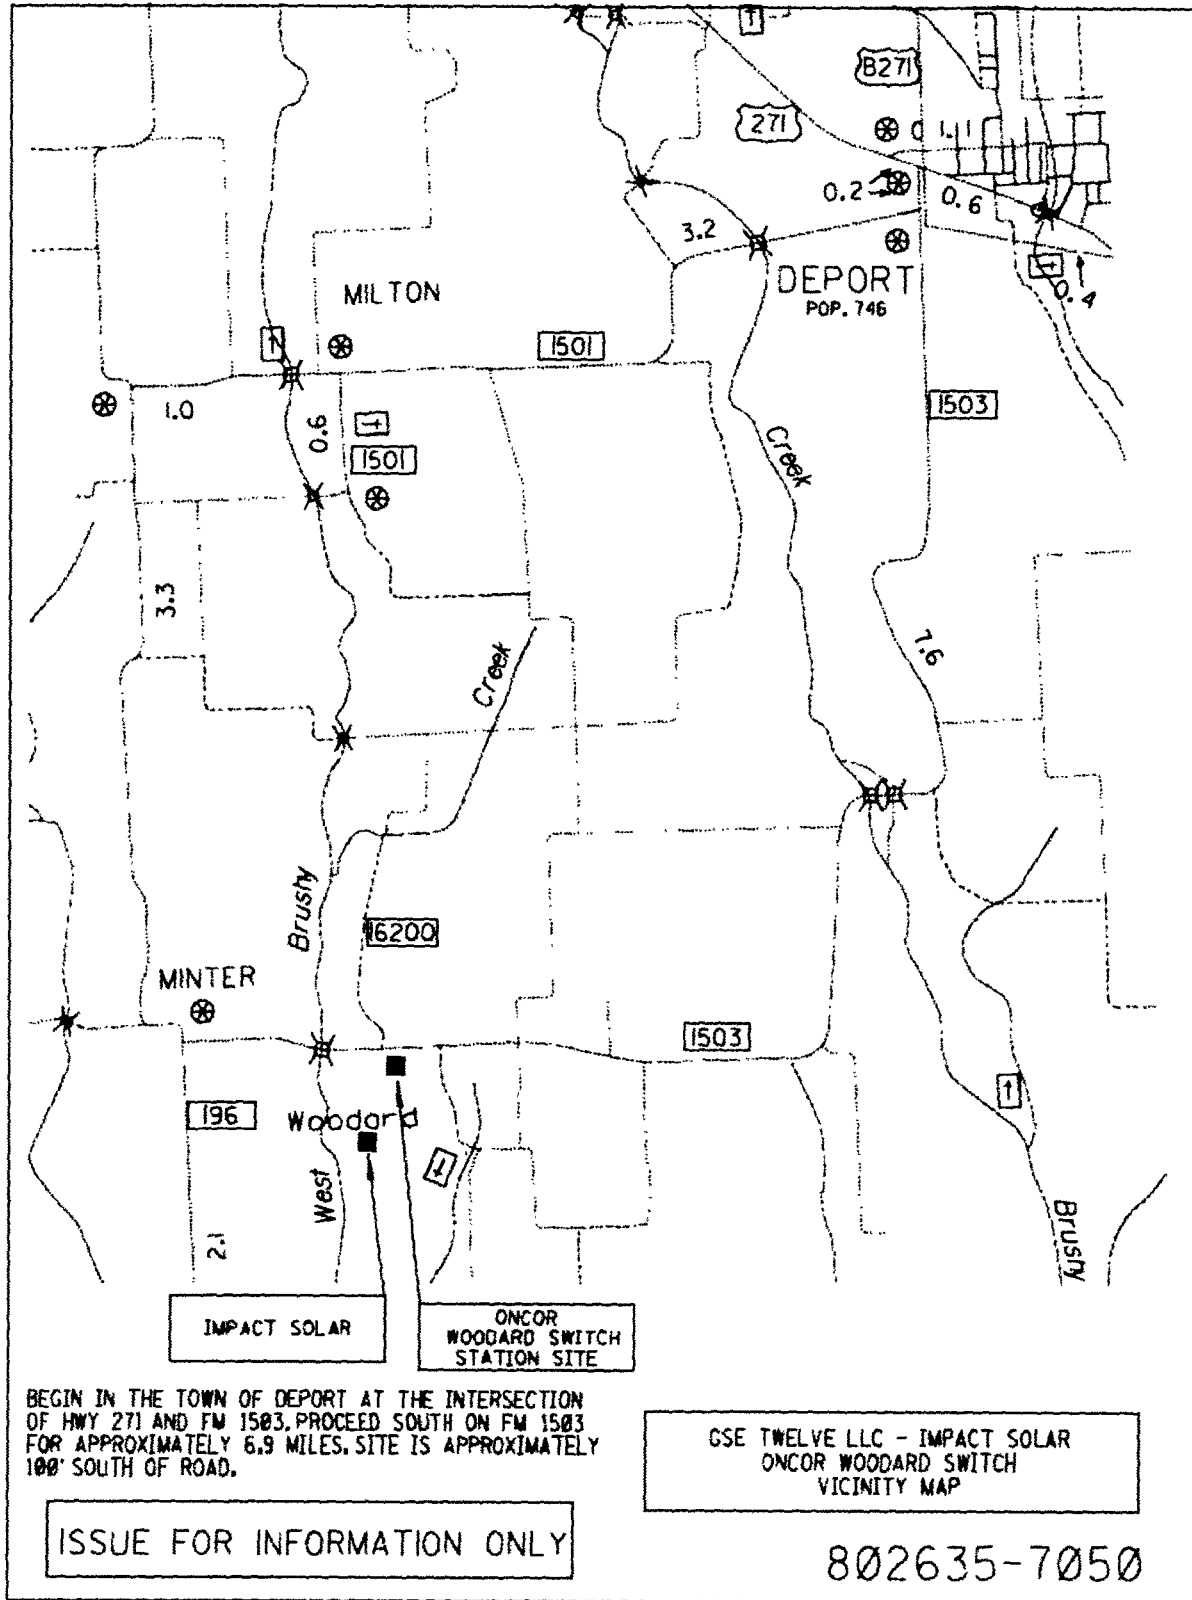 B271
271
0.2
1.1
0.6
3.2
DEPORT
POP. 746
0.4
MILTON
1501
1503
1.0
0.6
1501
Creek
3.3
7.6
Creek
Brushy
16200
MINTER
1503
196
Woodard
West
2.1
Brushy
IMPACT SOLAR
ONCOR
WOODARD SWITCH
STATION SITE
BEGIN IN THE TOWN OF DEPORT AT THE INTERSECTION
OF HWY 271 AND FM 1503. PROCEED SOUTH ON FM 1503
FOR APPROXIMATELY 6.9 MILES. SITE IS APPROXIMATELY
100' SOUTH OF ROAD.
GSE TWELVE LLC - IMPACT SOLAR
ONCOR WOODARD SWITCH
VICINITY MAP
ISSUE FOR INFORMATION ONLY
802635-7050